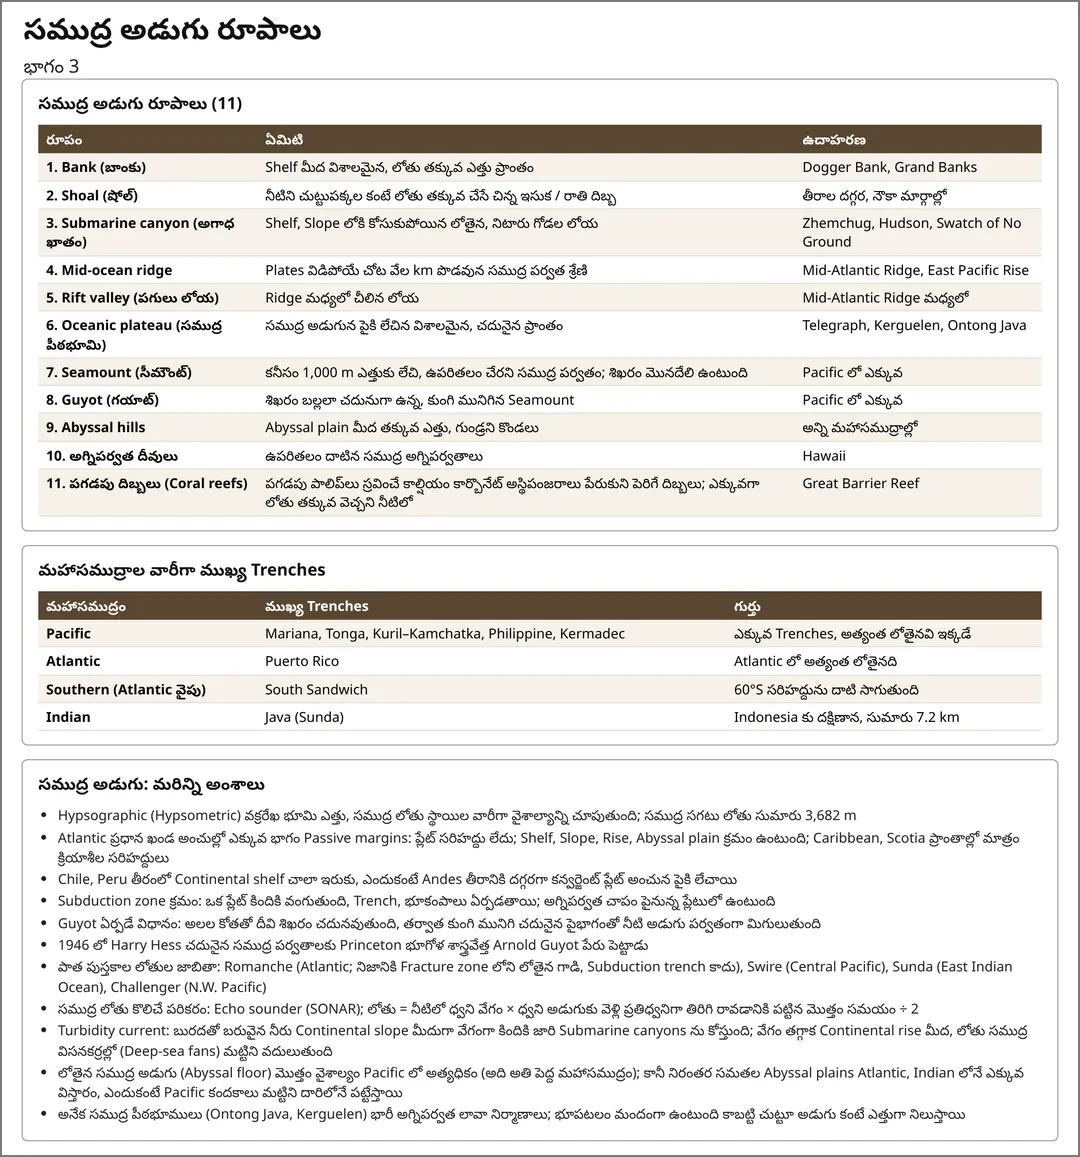 సముద్ర అడుగు రూపాలు
భాగం 3
సముద్ర అడుగు రూపాలు (11)
రూపం ఏమిటి ఉదాహరణ
1. Bank (బాంకు) Shelf మీద విశాలమైన, లోతు తక్కువ ఎత్తు ప్రాంతం Dogger Bank, Grand Banks
2. Shoal (షోల్) నీటిని చుట్టుపక్కల కంటే లోతు తక్కువ చేసే చిన్న ఇసుక / రాతి దిబ్బ తీరాల దగ్గర, నౌకా మార్గాల్లో
3. Submarine canyon (అగాధ Shelf, Slope లోకి కోసుకుపోయిన లోతైన, నిటారు గోడల లోయ Zhemchug, Hudson, Swatch of No
ఖాతం) Ground
4. Mid-ocean ridge Plates విడిపోయే చోట వేల km పొడవున సముద్ర పర్వత శ్రేణి Mid-Atlantic Ridge, East Pacific Rise
5. Rift valley (పగులు లోయ) Ridge మధ్యలో చీలిన లోయ Mid-Atlantic Ridge మధ్యలో
6. Oceanic plateau (సముద్ర సముద్ర అడుగున పైకి లేచిన విశాలమైన, చదునైన ప్రాంతం Telegraph, Kerguelen, Ontong Java
పీఠభూమి)
7. Seamount (సీమౌంట్) కనీసం 1,000 m ఎత్తుకు లేచి, ఉపరితలం చేరని సముద్ర పర్వతం; శిఖరం మొనదేలి ఉంటుంది Pacific లో ఎక్కువ
8. Guyot (గయాట్) శిఖరం బల్లలా చదునుగా ఉన్న, కుంగి మునిగిన Seamount Pacific లో ఎక్కువ
9. Abyssal hills Abyssal plain మీద తక్కువ ఎత్తు, గుండ్రని కొండలు అన్ని మహాసముద్రాల్లో
10. అగ్నిపర్వత దీవులు ఉపరితలం దాటిన సముద్ర అగ్నిపర్వతాలు Hawaii
11. పగడపు దిబ్బలు (Coral reefs) పగడపు పాలిప్‌లు స్రవించే కాల్షియం కార్బొనేట్ అస్థిపంజరాలు పేరుకుని పెరిగే దిబ్బలు; ఎక్కువగా Great Barrier Reef
లోతు తక్కువ వెచ్చని నీటిలో
మహాసముద్రాల వారీగా ముఖ్య Trenches
మహాసముద్రం ముఖ్య Trenches గుర్తు
Pacific Mariana, Tonga, Kuril–Kamchatka, Philippine, Kermadec ఎక్కువ Trenches, అత్యంత లోతైనవి ఇక్కడే
Atlantic Puerto Rico Atlantic లో అత్యంత లోతైనది
Southern (Atlantic వైపు) South Sandwich 60°S సరిహద్దును దాటి సాగుతుంది
Indian Java (Sunda) Indonesia కు దక్షిణాన, సుమారు 7.2 km
సముద్ర అడుగు: మరిన్ని అంశాలు
• Hypsographic (Hypsometric) వక్రరేఖ భూమి ఎత్తు, సముద్ర లోతు స్థాయిల వారీగా వైశాల్యాన్ని చూపుతుంది; సముద్ర సగటు లోతు సుమారు 3,682 m
• Atlantic ప్రధాన ఖండ అంచుల్లో ఎక్కువ భాగం Passive margins: ప్లేట్ సరిహద్దు లేదు; Shelf, Slope, Rise, Abyssal plain క్రమం ఉంటుంది; Caribbean, Scotia ప్రాంతాల్లో మాత్రం
క్రియాశీల సరిహద్దులు
• Chile, Peru తీరంలో Continental shelf చాలా ఇరుకు, ఎందుకంటే Andes తీరానికి దగ్గరగా కన్వర్జెంట్ ప్లేట్ అంచున పైకి లేచాయి
• Subduction zone క్రమం: ఒక ప్లేట్ కిందికి వంగుతుంది, Trench, భూకంపాలు ఏర్పడతాయి; అగ్నిపర్వత చాపం పైనున్న ప్లేటులో ఉంటుంది
• Guyot ఏర్పడే విధానం: అలల కోతతో దీవి శిఖరం చదునవుతుంది, తర్వాత కుంగి మునిగి చదునైన పైభాగంతో నీటి అడుగు పర్వతంగా మిగులుతుంది
• 1946 లో Harry Hess చదునైన సముద్ర పర్వతాలకు Princeton భూగోళ శాస్త్రవేత్త Arnold Guyot పేరు పెట్టాడు
• పాత పుస్తకాల లోతుల జాబితా: Romanche (Atlantic; నిజానికి Fracture zone లోని లోతైన గాడి, Subduction trench కాదు), Swire (Central Pacific), Sunda (East Indian
Ocean), Challenger (N.W. Pacific)
• సముద్ర లోతు కొలిచే పరికరం: Echo sounder (SONAR); లోతు = నీటిలో ధ్వని వేగం × ధ్వని అడుగుకు వెళ్లి ప్రతిధ్వనిగా తిరిగి రావడానికి పట్టిన మొత్తం సమయం ÷ 2
• Turbidity current: బురదతో బరువైన నీరు Continental slope మీదుగా వేగంగా కిందికి జారి Submarine canyons ను కోస్తుంది; వేగం తగ్గాక Continental rise మీద, లోతు సముద్ర
విసనకర్రల్లో (Deep-sea fans) మట్టిని వదులుతుంది
• లోతైన సముద్ర అడుగు (Abyssal floor) మొత్తం వైశాల్యం Pacific లో అత్యధికం (అది అతి పెద్ద మహాసముద్రం); కానీ నిరంతర సమతల Abyssal plains Atlantic, Indian లోనే ఎక్కువ
విస్తారం, ఎందుకంటే Pacific కందకాలు మట్టిని దారిలోనే పట్టేస్తాయి
• అనేక సముద్ర పీఠభూములు (Ontong Java, Kerguelen) భారీ అగ్నిపర్వత లావా నిర్మాణాలు; భూపటలం మందంగా ఉంటుంది కాబట్టి చుట్టూ అడుగు కంటే ఎత్తుగా నిలుస్తాయి